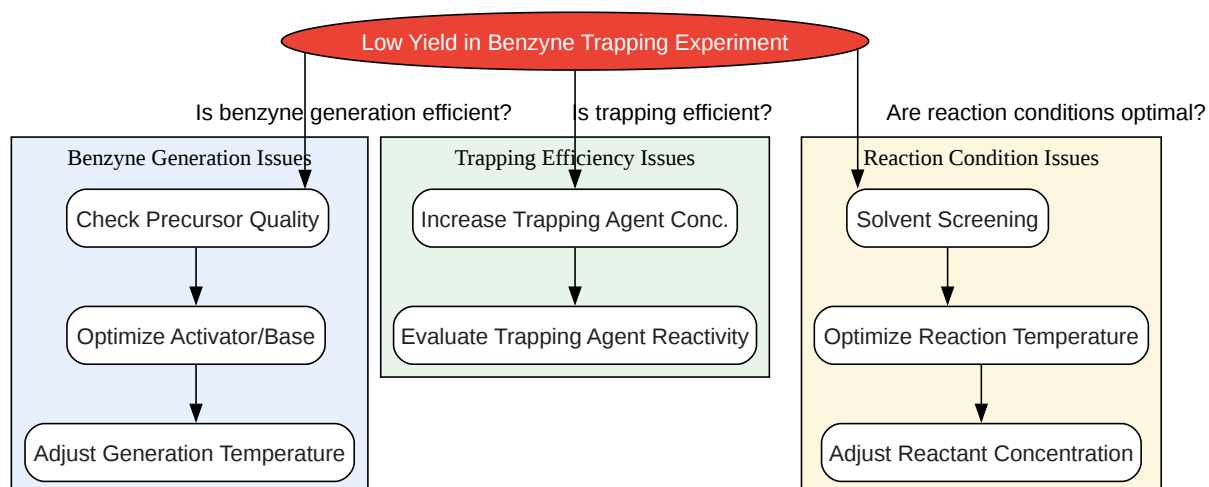 Low Yield in Benzyne Trapping Experiment
Is benzyne generation efficient?
Is trapping efficient?
Are reaction conditions optimal?
Benzyne Generation Issues
Trapping Efficiency Issues
Reaction Condition Issues
Check Precursor Quality
Increase Trapping Agent Conc.
Solvent Screening
Optimize Activator/Base
Evaluate Trapping Agent Reactivity
Optimize Reaction Temperature
Adjust Generation Temperature
Adjust Reactant Concentration